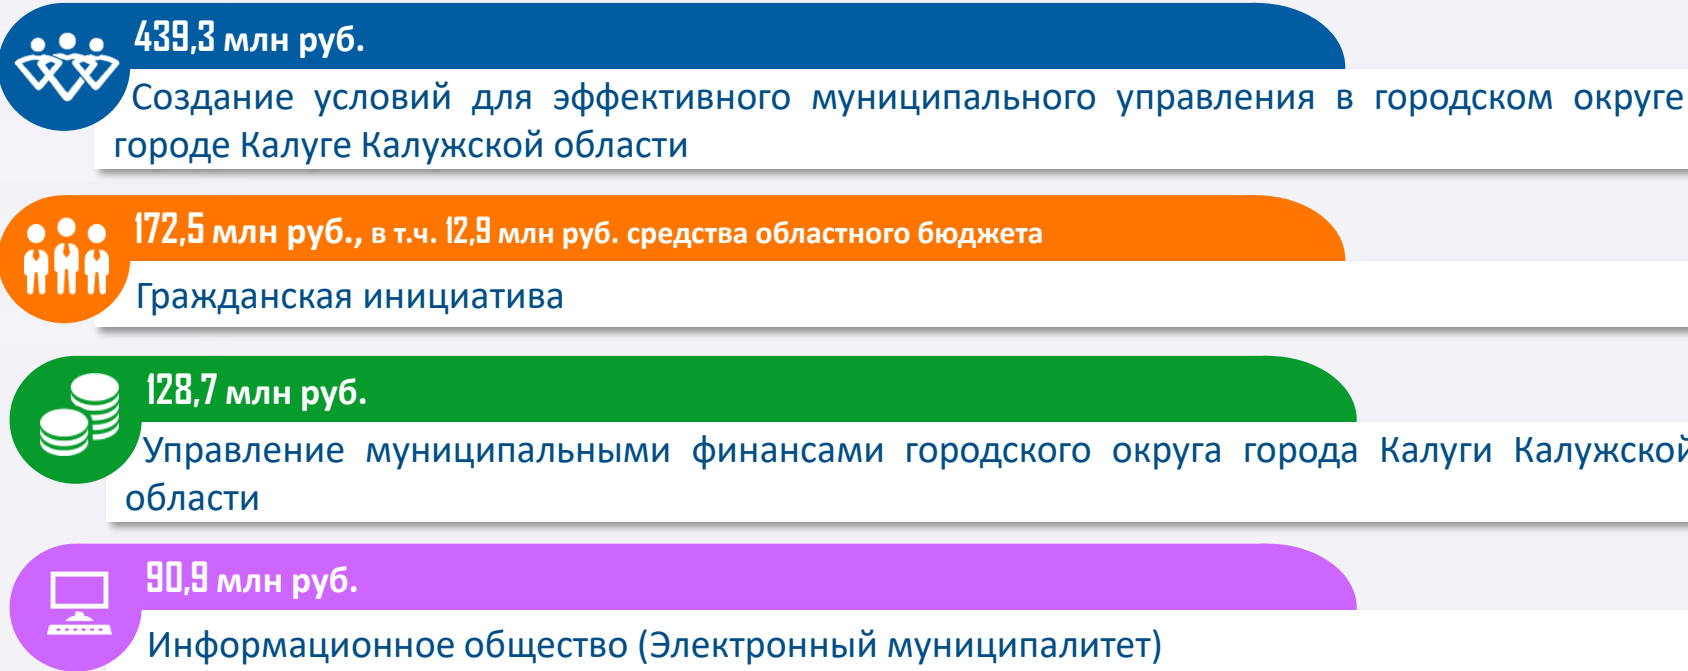 439,3 млн руб.
Создание условий для эффективного муниципального управления в городском округе
городе Калуге Калужской области
172,5 млн руб., в т.ч. 12,9 млн руб. средства областного бюджета
Гражданская инициатива
128,7 млн руб.
Управление муниципальными финансами городского округа города Калуги Калужской
области
90,9 млн руб.
Информационное общество (Электронный муниципалитет)